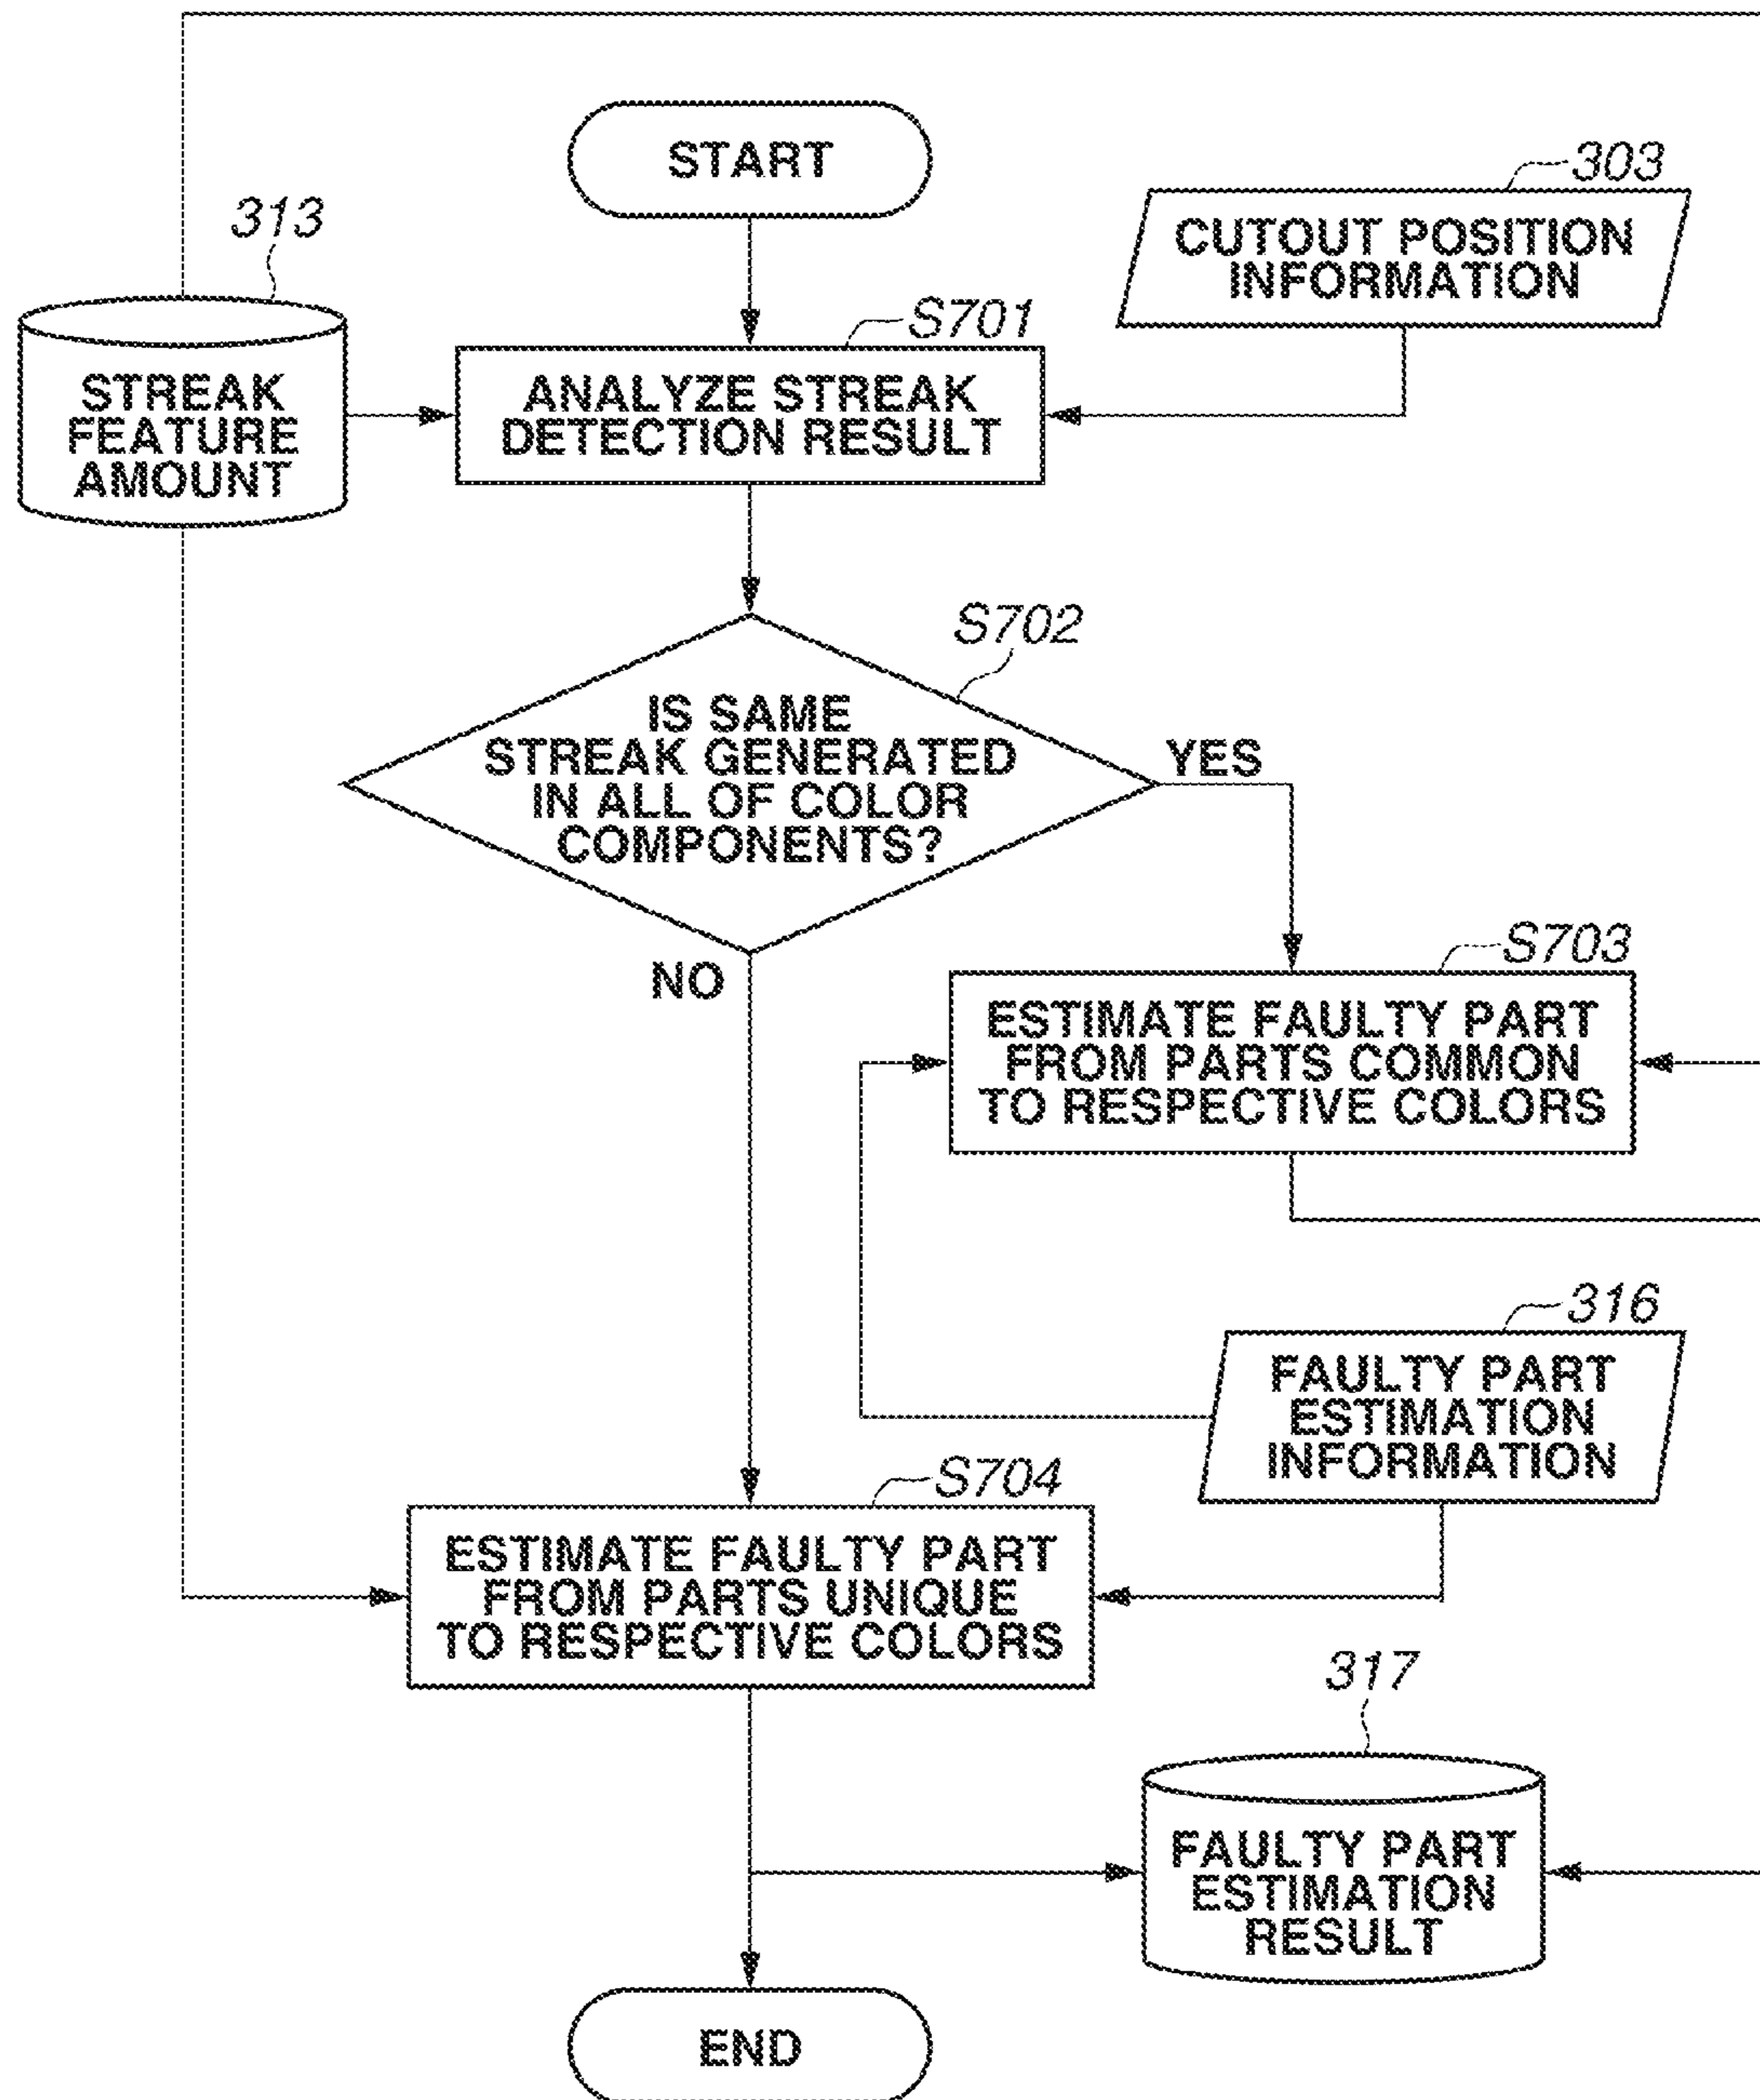 START
303
CUTOUT POSITION
INFORMATION
313
STREAK
FEATURE
AMOUNT
S701
ANALYZE STREAK
DETECTION RESULT
S702
IS SAME
STREAK GENERATED
IN ALL OF COLOR
COMPONENTS?
YES
NO
S703
ESTIMATE FAULTY PART
FROM PARTS COMMON
TO RESPECTIVE COLORS
316
FAULTY PART
ESTIMATION
INFORMATION
S704
ESTIMATE FAULTY PART
FROM PARTS UNIQUE
TO RESPECTIVE COLORS
317
FAULTY PART
ESTIMATION
RESULT
END